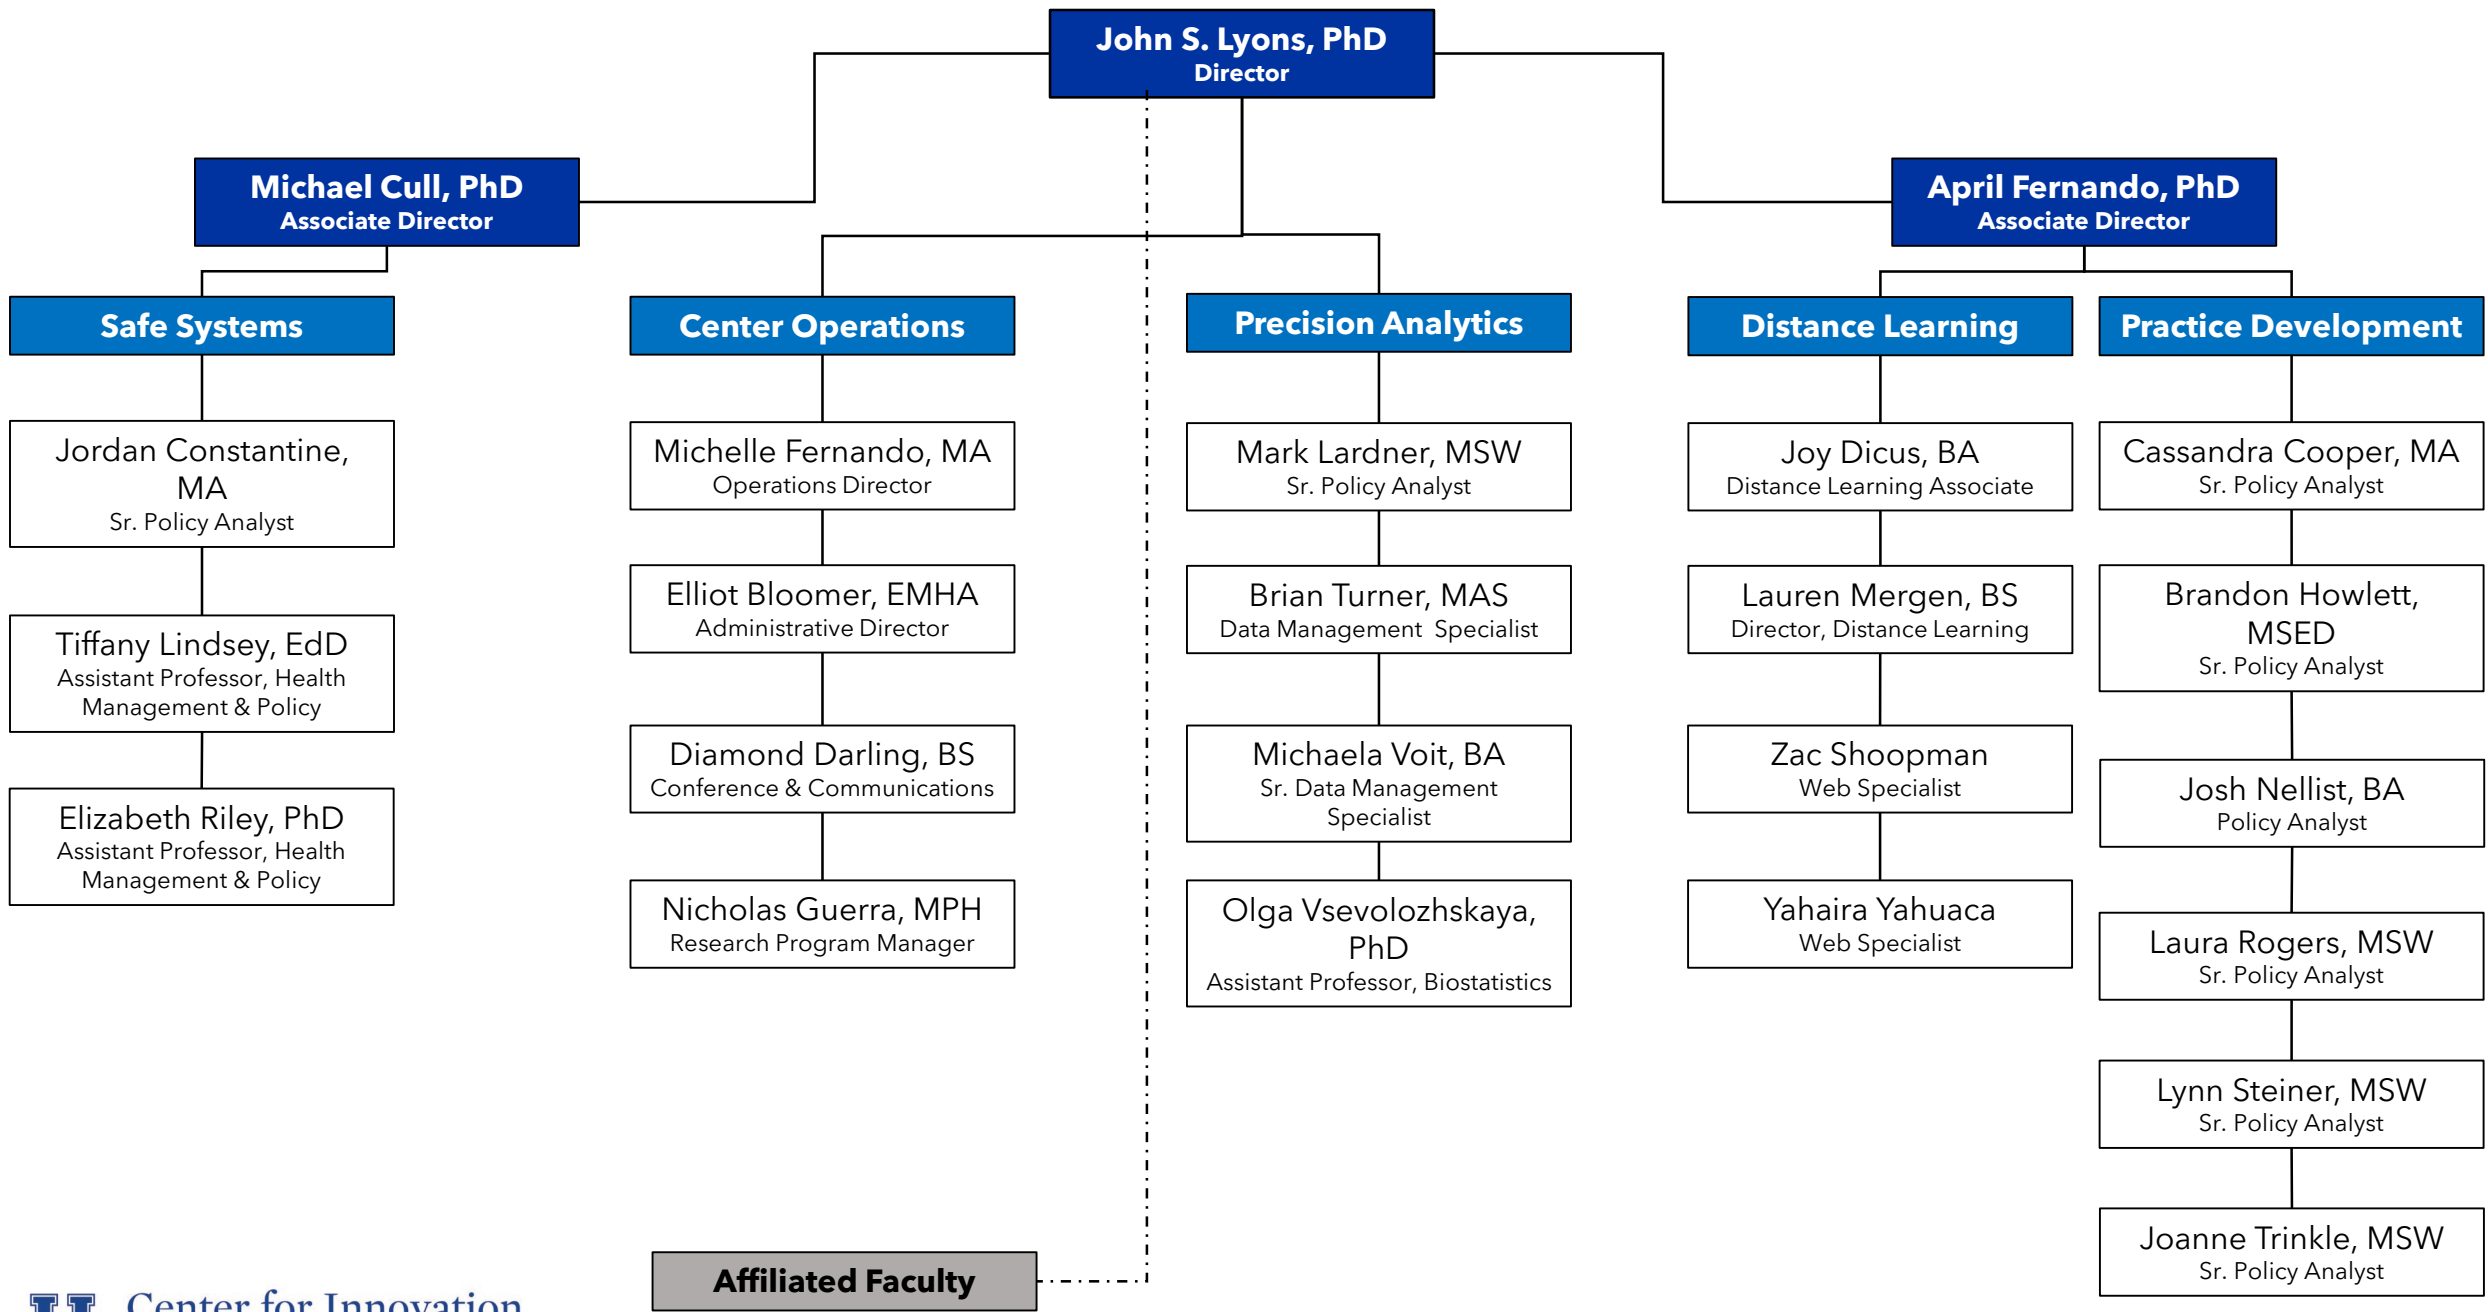 John S. Lyons, PhD
Director
Michael Cull, PhD
Associate Director
April Fernando, PhD
Associate Director
Safe Systems
Jordan Constantine,
MA
Sr. Policy Analyst
Tiffany Lindsey, EdD
Assistant Professor, Health
Management & Policy
Elizabeth Riley, PhD
Assistant Professor, Health
Management & Policy
Center Operations
Michelle Fernando, MA
Operations Director
Elliot Bloomer, EMHA
Administrative Director
Diamond Darling, BS
Conference & Communications
Nicholas Guerra, MPH
Research Program Manager
Precision Analytics
Mark Lardner, MSW
Sr. Policy Analyst
Brian Turner, MAS
Data Management Specialist
Michaela Voit, BA
Sr. Data Management
Specialist
Olga Vsevolozhskaya,
PhD
Assistant Professor, Biostatistics
Distance Learning
Joy Dicus, BA
Distance Learning Associate
Lauren Mergen, BS
Director, Distance Learning
Zac Shoopman
Web Specialist
Yahaira Yahuaca
Web Specialist
Practice Development
Cassandra Cooper, MA
Sr. Policy Analyst
Brandon Howlett,
MSED
Sr. Policy Analyst
Josh Nellist, BA
Policy Analyst
Laura Rogers, MSW
Sr. Policy Analyst
Lynn Steiner, MSW
Sr. Policy Analyst
Joanne Trinkle, MSW
Sr. Policy Analyst
Affiliated Faculty
Center for Innovation